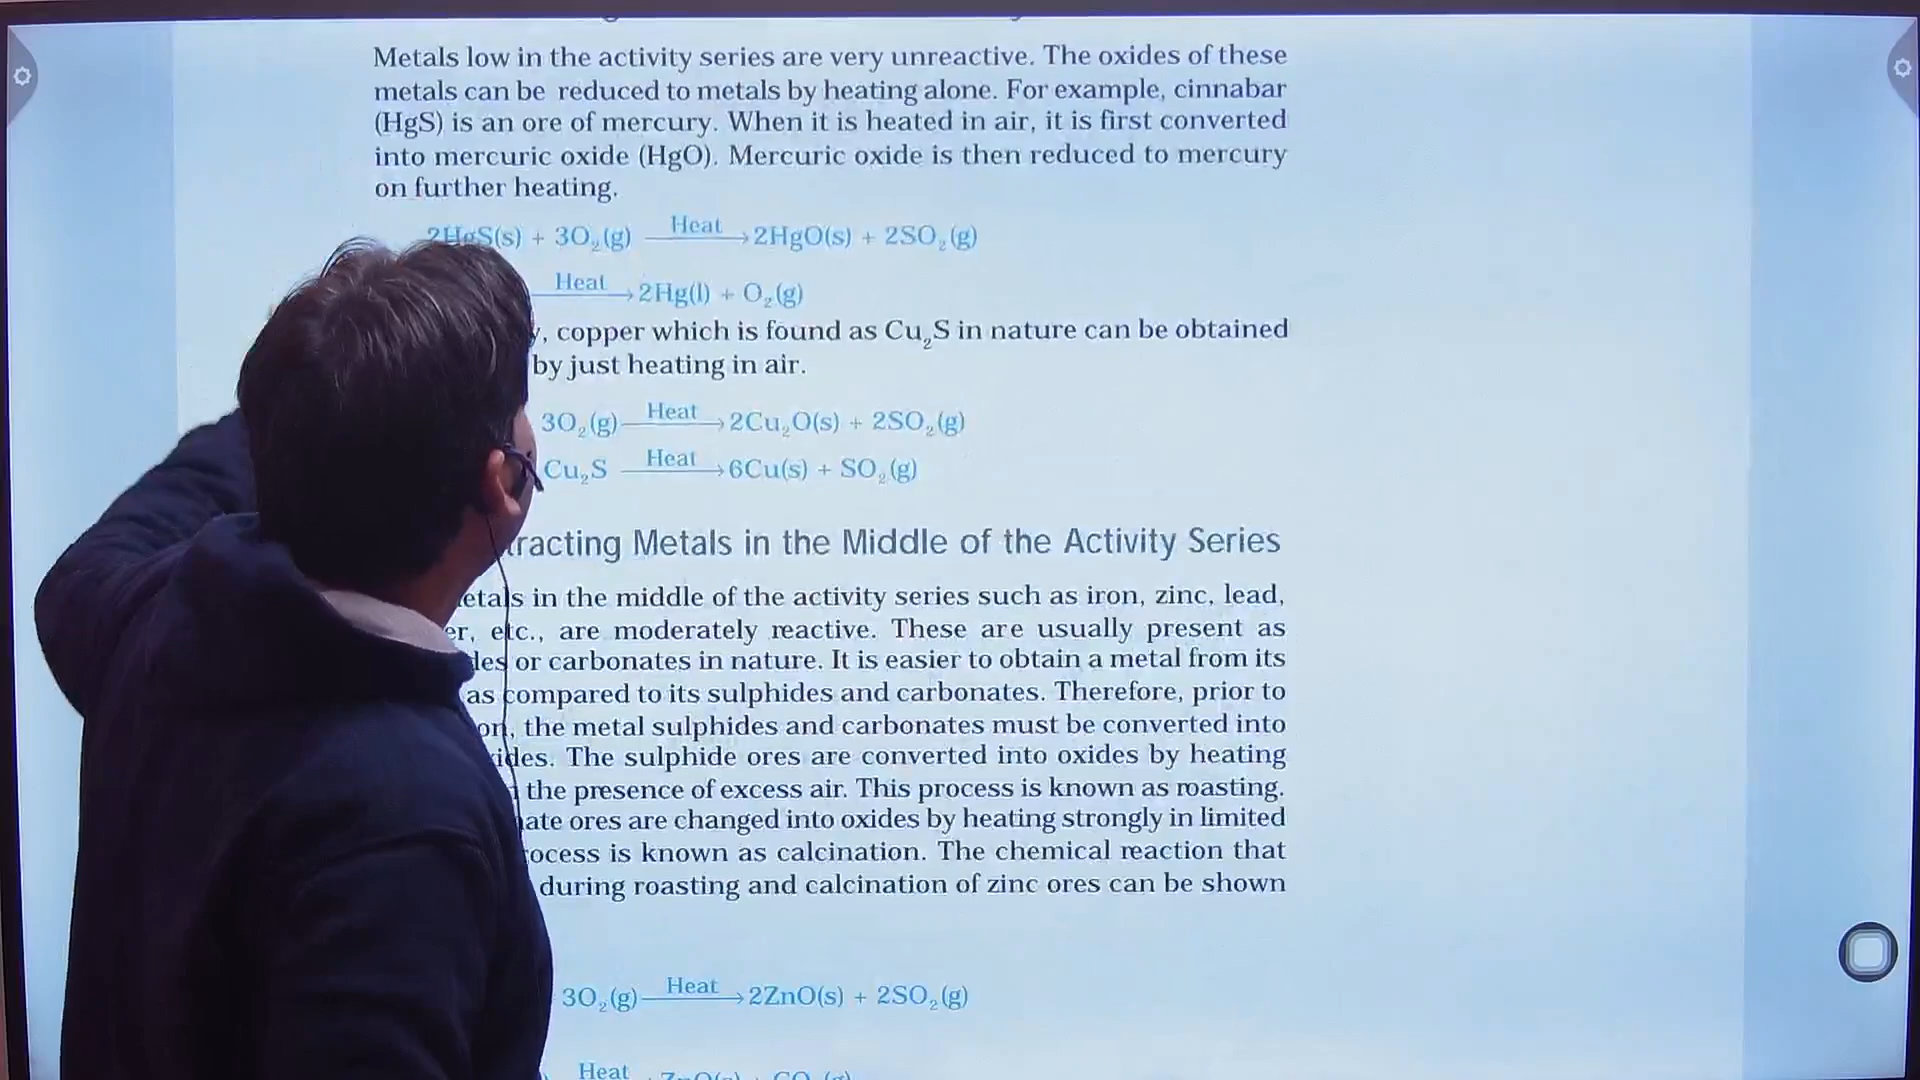 Metals low in the activity series are very unreactive. The oxides of these
metals can be reduced to metals by heating alone. For example, cinnabar
(HgS) is an ore of mercury. When it is heated in air, it is first converted
into mercuric oxide (HgO). Mercuric oxide is then reduced to mercury
on further heating.
2HgS(s) + 3O₂(g) Heat → 2HgO(s) + 2SO₂(g)
Heat → 2Hg(l) + O₂(g)
, copper which is found as Cu₂S in nature can be obtained
by just heating in air.
3O₂(g) Heat → 2Cu₂O(s) + 2SO₂(g)
Cu₂S Heat → 6Cu(s) + SO₂(g)
Metals in the Middle of the Activity Series
in the middle of the activity series such as iron, zinc, lead,
etc., are moderately reactive. These are usually present as
or carbonates in nature. It is easier to obtain a metal from its
as compared to its sulphides and carbonates. Therefore, prior to
the metal sulphides and carbonates must be converted into
The sulphide ores are converted into oxides by heating
the presence of excess air. This process is known as roasting.
ores are changed into oxides by heating strongly in limited
is known as calcination. The chemical reaction that
during roasting and calcination of zinc ores can be shown
3O₂(g) Heat → 2ZnO(s) + 2SO₂(g)
Heat